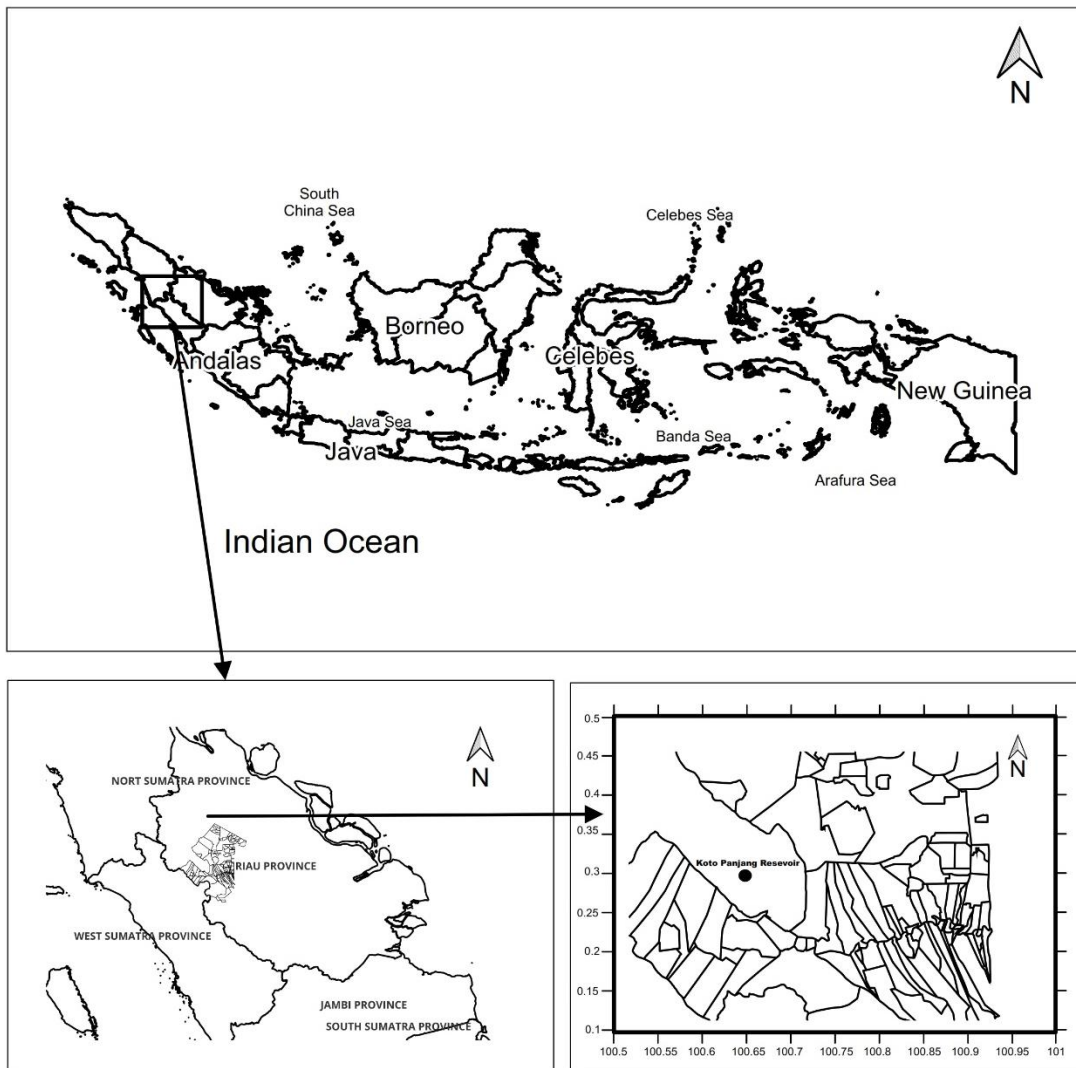 N
South
China Sea
Celebes Sea
Borneo
Andalas
Celebes
New Guinea
Java Sea
Java
Banda Sea
Arafura Sea
Indian Ocean
N
NORT SUMATRA PROVINCE
RIAU PROVINCE
WEST SUMATRA PROVINCE
JAMBI PROVINCE
SOUTH SUMATRA PROVINCE
0.5
0.45
0.4
0.35
0.3
0.25
0.2
0.15
0.1
N
Koto Panjang Resevoir
100.5 100.55 100.6 100.65 100.7 100.75 100.8 100.85 100.9 100.95 101